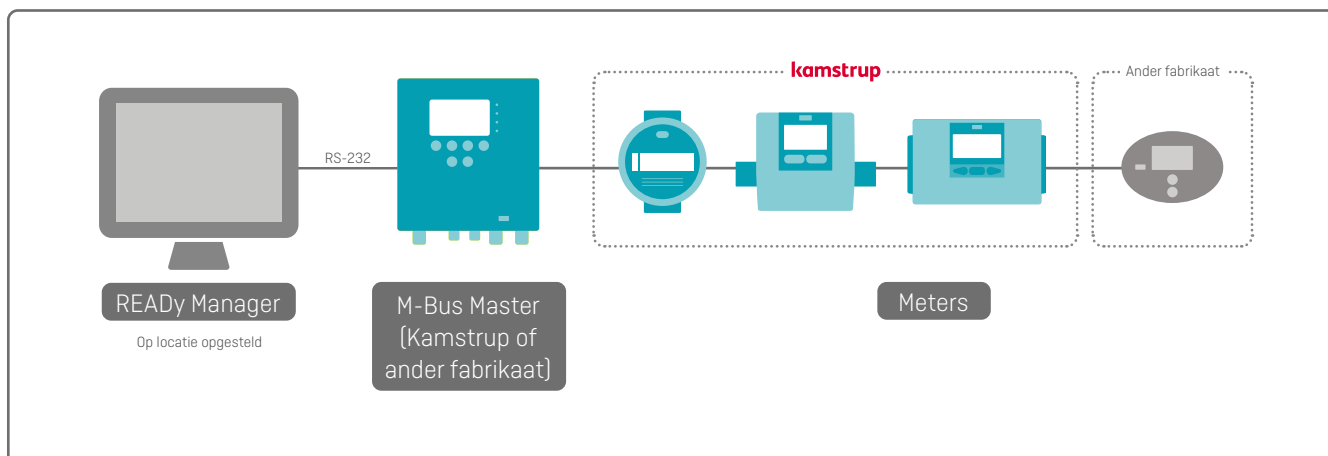 kamstrup
Ander fabrikaat
RS-232
READy Manager
Op locatie opgesteld
M-Bus Master
(Kamstrup of
ander fabrikaat)
Meters